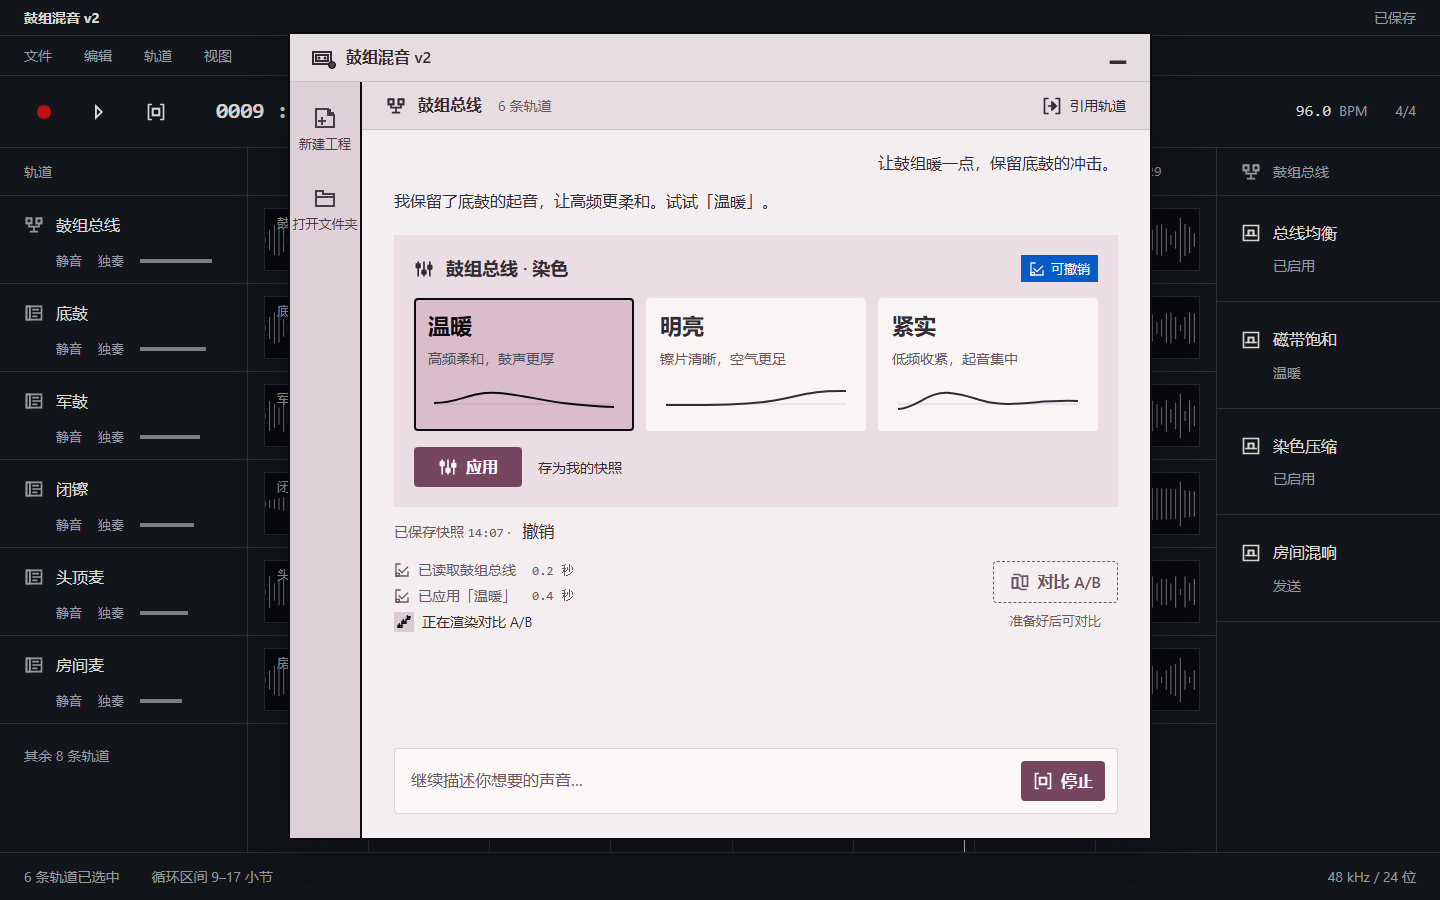 鼓组混音 v2
已保存
文件 编辑 轨道 视图
0009 :
96.0 BPM 4/4
轨道
鼓组总线
静音 独奏
底鼓
静音 独奏
军鼓
静音 独奏
闭镲
静音 独奏
头顶麦
静音 独奏
房间麦
静音 独奏
其余 8 条轨道
鼓
底
军
闭
头
房
鼓组混音 v2
新建工程
打开文件夹
鼓组总线 6 条轨道
引用轨道
让鼓组暖一点，保留底鼓的冲击。
我保留了底鼓的起音，让高频更柔和。试试「温暖」。
鼓组总线 · 染色
可撤销
温暖
高频柔和，鼓声更厚
明亮
镲片清晰，空气更足
紧实
低频收紧，起音集中
应用
存为我的快照
已保存快照 14:07 · 撤销
已读取鼓组总线 0.2 秒
已应用「温暖」 0.4 秒
正在渲染对比 A/B
对比 A/B
准备好后可对比
继续描述你想要的声音...
停止
鼓组总线
总线均衡
已启用
磁带饱和
温暖
染色压缩
已启用
房间混响
发送
6 条轨道已选中 循环区间 9–17 小节
48 kHz / 24 位